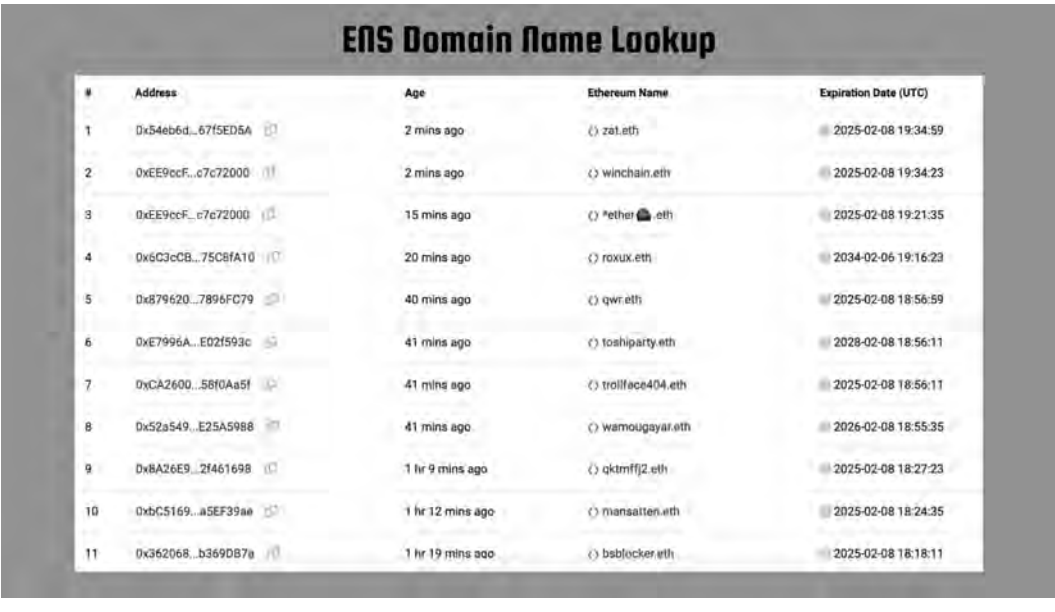 ENS Domain Name Lookup
# Address Age Ethereum Name Expiration Date (UTC)
1 0x54eb6d...67f5ED5A 2 mins ago zat.eth 2025-02-08 19:34:59
2 0xEE9ccF...c7c72000 2 mins ago winchain.eth 2025-02-08 19:34:23
3 0xEE9ccF...c7c72000 15 mins ago *ether.eth 2025-02-08 19:21:35
4 0x6C3cCB...75C8fA10 20 mins ago roxux.eth 2034-02-06 19:16:23
5 0x879620...7896FC79 40 mins ago qwr.eth 2025-02-08 18:56:59
6 0xE7996A...E02f593c 41 mins ago toshiparty.eth 2028-02-08 18:56:11
7 0xCA2600...58f0Aa5f 41 mins ago trollface404.eth 2025-02-08 18:56:11
8 0x52a549...E25A5988 41 mins ago wamougayar.eth 2026-02-08 18:55:35
9 0x8A26E9...2f461698 1 hr 9 mins ago qktmffj2.eth 2025-02-08 18:27:23
10 0xbC5169...a5EF39ae 1 hr 12 mins ago mansatten.eth 2025-02-08 18:24:35
11 0x362068...b369D87a 1 hr 19 mins ago bsblocker.eth 2025-02-08 18:18:11